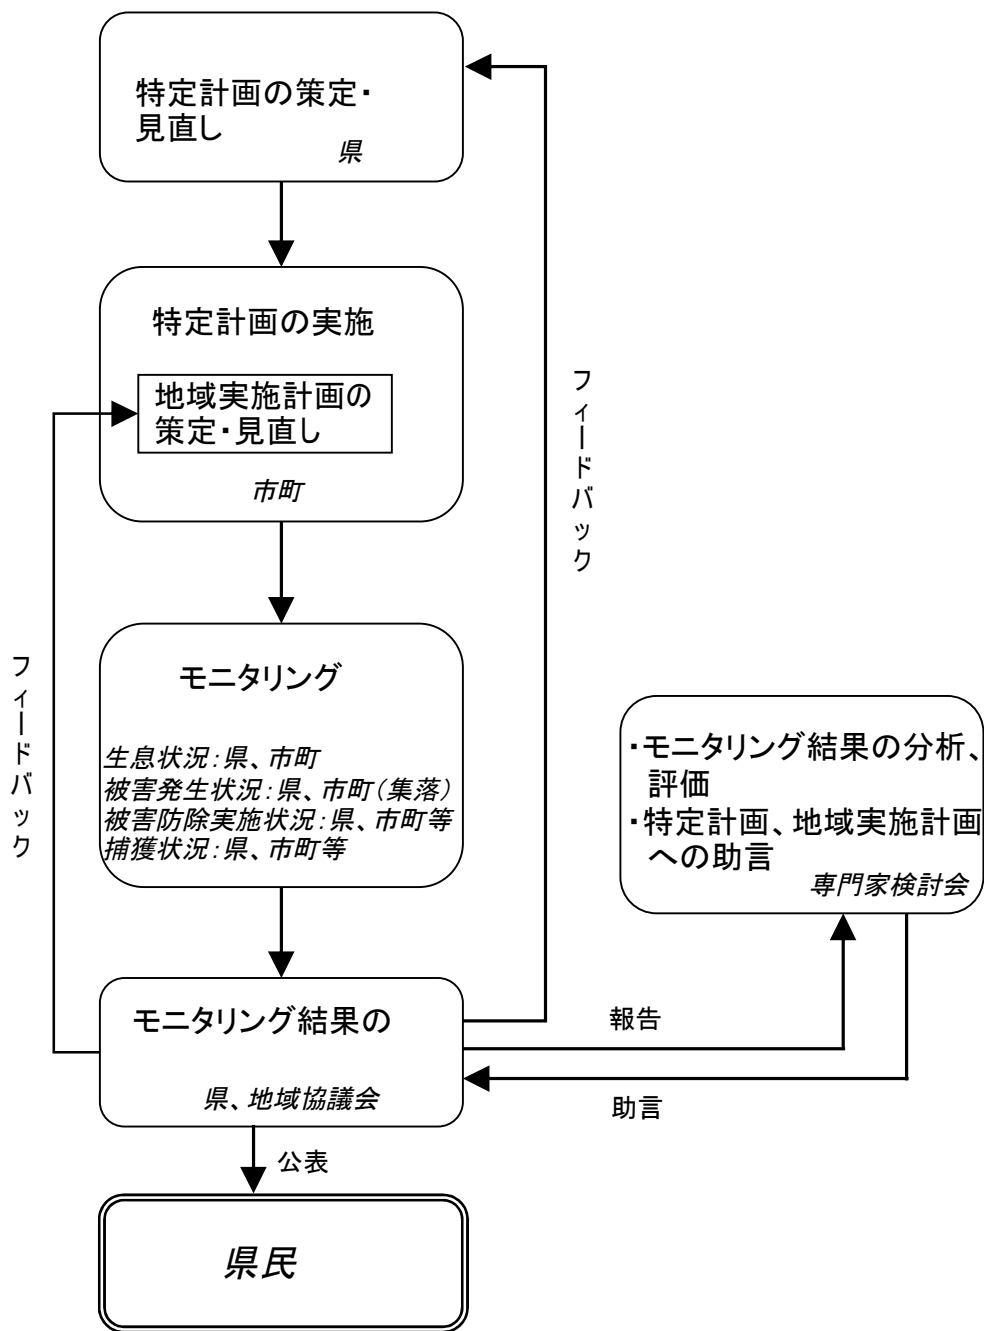 特定計画の策定・
見直し
県
特定計画の実施
地域実施計画の
策定・見直し
市町
フィードバック
フィードバック
モニタリング
生息状況：県、市町
被害発生状況：県、市町（集落）
被害防除実施状況：県、市町等
捕獲状況：県、市町等
・モニタリング結果の分析、
評価
・特定計画、地域実施計画
への助言
専門家検討会
モニタリング結果の
県、地域協議会
報告
助言
公表
県民